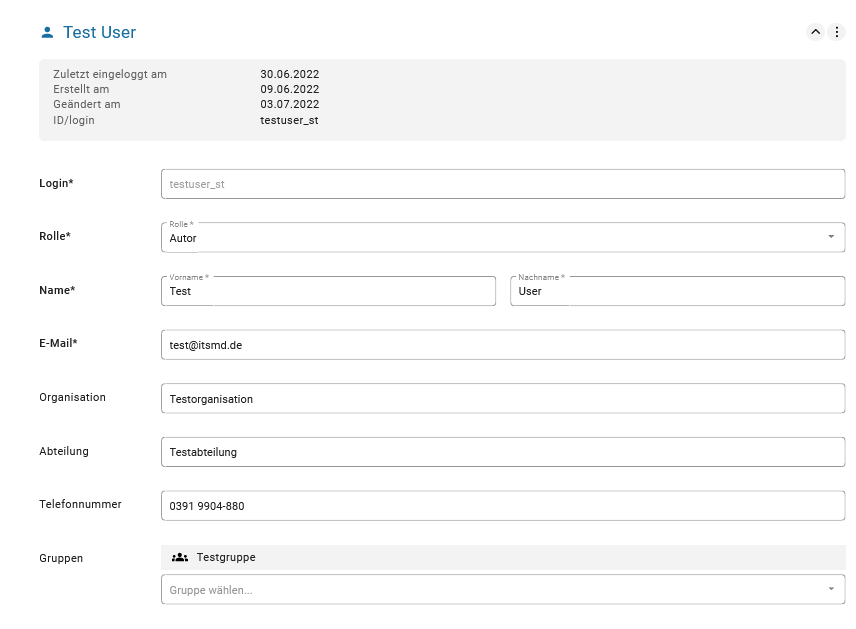 Test User
Zuletzt eingeloggt am 30.06.2022
Erstellt am 09.06.2022
Geändert am 03.07.2022
ID/login testuser_st
Login* testuser_st
Rolle *
Rolle* Autor
Vorname * Nachname *
Name* Test User
E-Mail* test@itsmd.de
Organisation Testorganisation
Abteilung Testabteilung
Telefonnummer 0391 9904-880
Gruppen Testgruppe
Gruppe wählen...